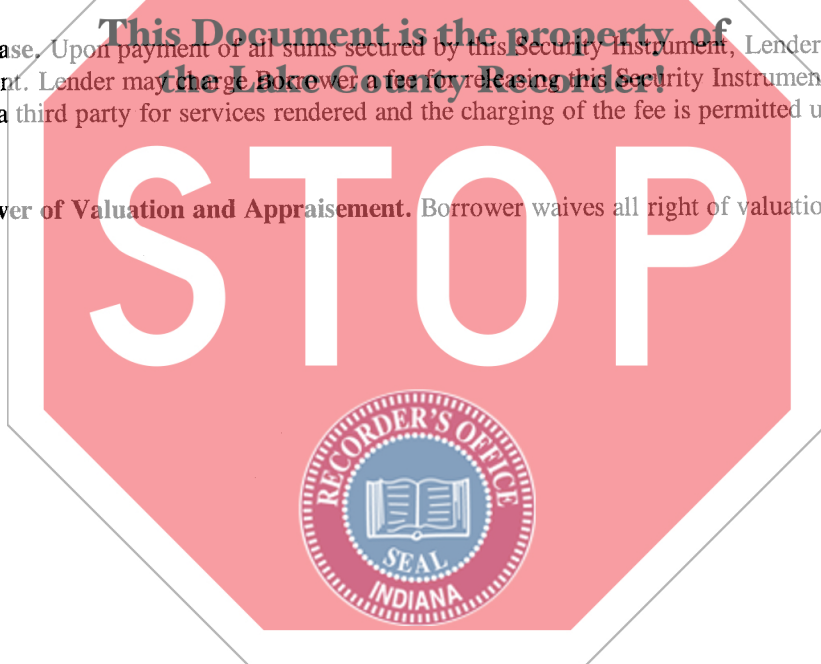 This Document is the property of
ase. Upon payment of all sums secured by this Security Instrument, Lender
nt. Lender may charge Borrower a fee for releasing this Security Instrumen
the Lake County Recorder!
a third party for services rendered and the charging of the fee is permitted u
STOP
ver of Valuation and Appraisement. Borrower waives all right of valuatio
RECORDER'S OFFICE
SEAL
INDIANA